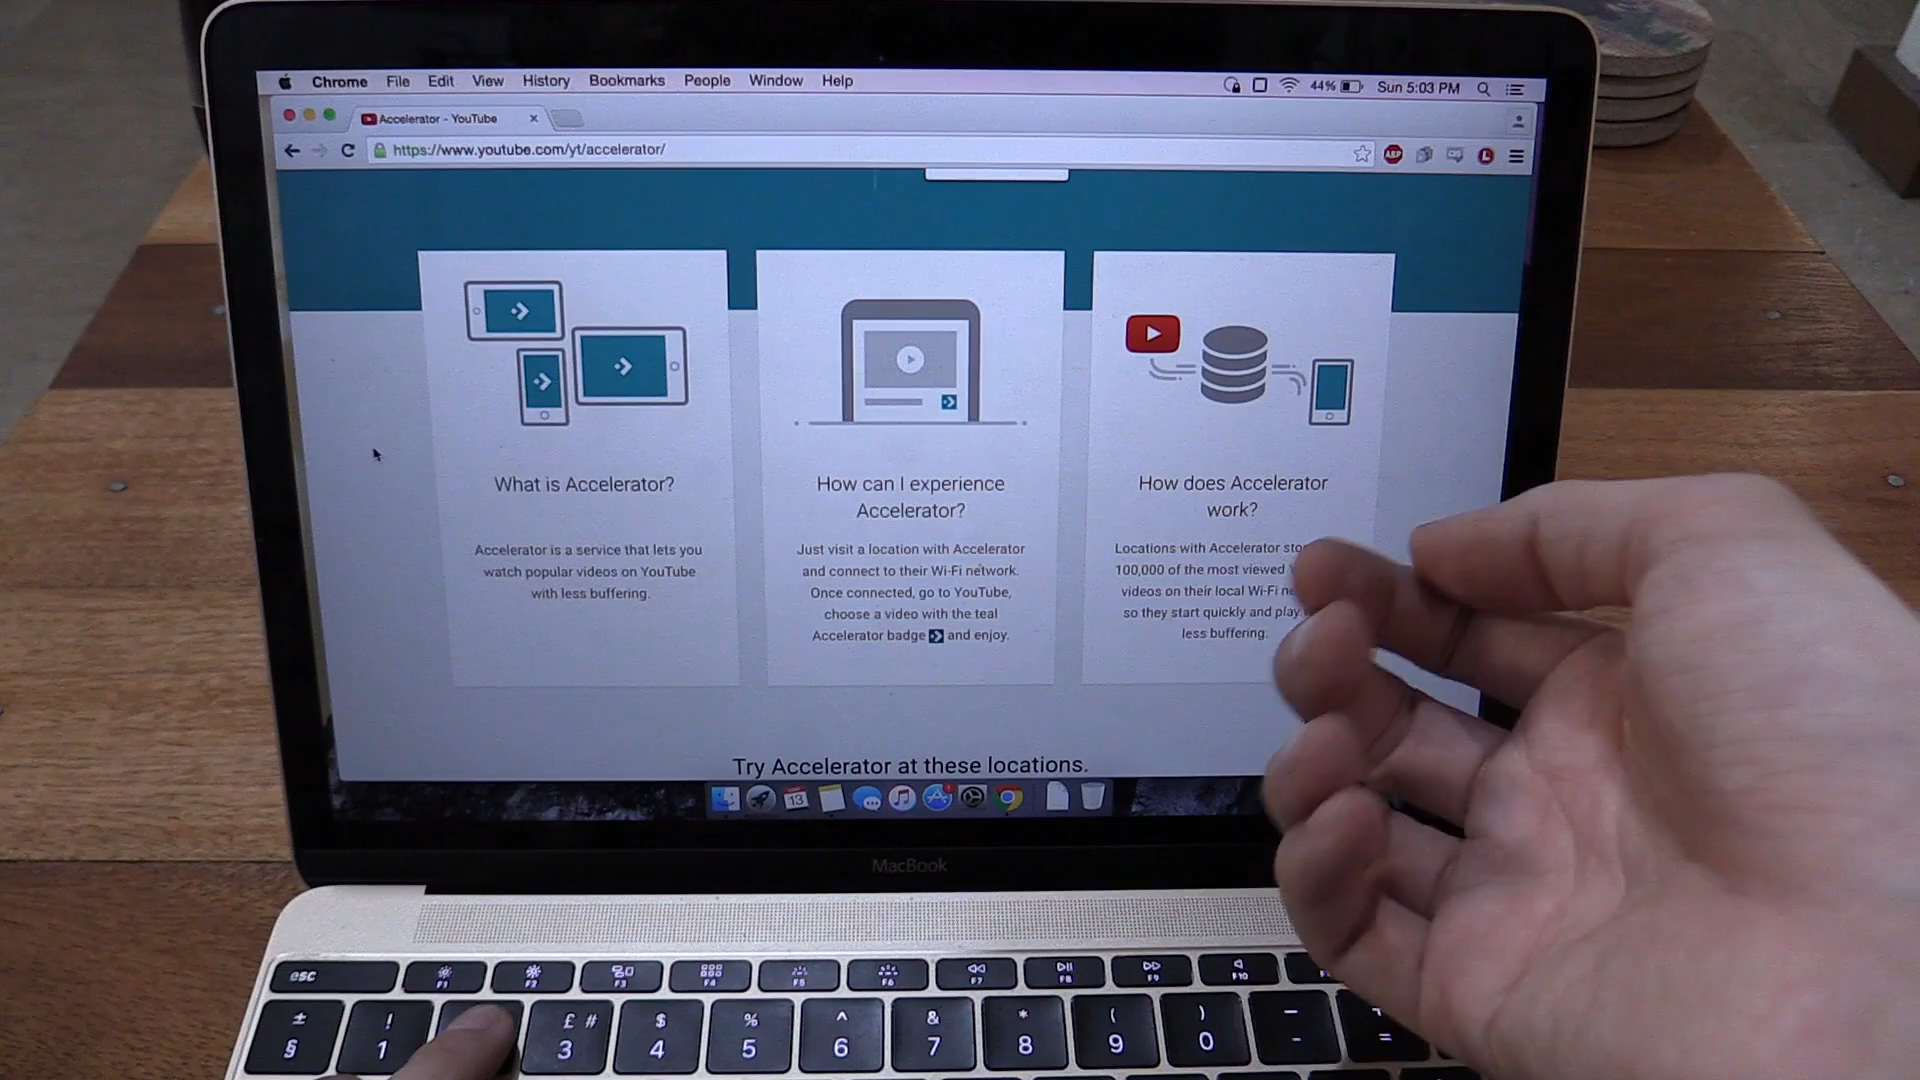 Chrome File Edit View History Bookmarks People Window Help 44% Sun 5:03 PM
Accelerator - YouTube
https://www.youtube.com/yt/accelerator/
ABP
L
What is Accelerator?
Accelerator is a service that lets you
watch popular videos on YouTube
with less buffering.
How can I experience
Accelerator?
Just visit a location with Accelerator
and connect to their Wi-Fi network.
Once connected, go to YouTube,
choose a video with the teal
Accelerator badge and enjoy.
How does Accelerator
work?
Locations with Accelerator
100,000 of the most viewed
videos on their local Wi-Fi
so they start quickly and play
less buffering.
Try Accelerator at these locations.
13
MacBook
esc F1 F2 F3 F4 F5 F6 F7 F8 F9 F10
± ! £ # $ % ^ & * ( ) –
§ 1 3 4 5 6 7 8 9 0 - =